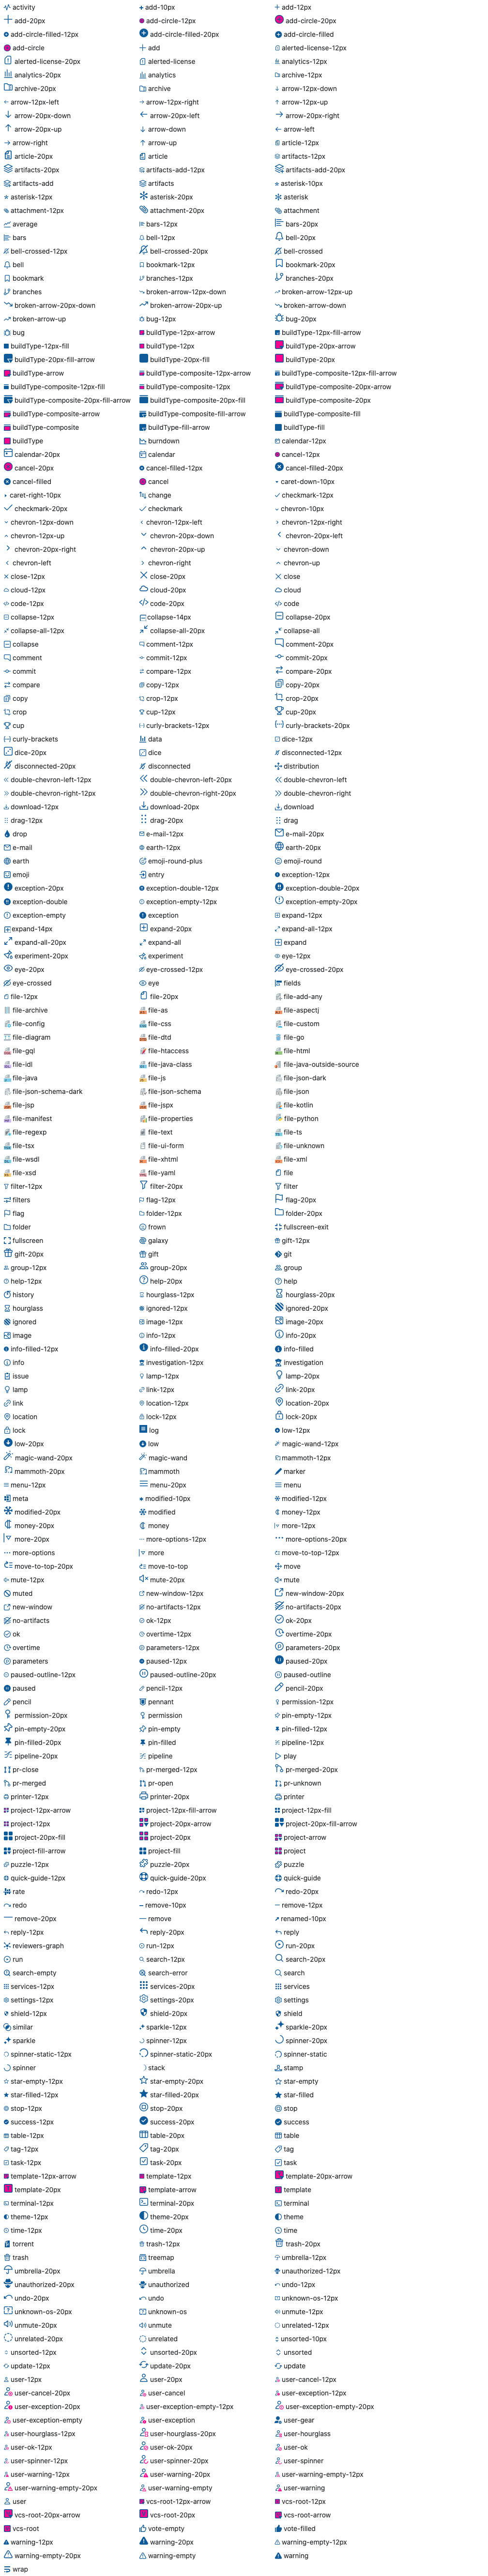 activity add-10px add-12px
add-20px add-circle-12px add-circle-20px
add-circle-filled-12px add-circle-filled-20px add-circle-filled
add-circle add alerted-license-12px
alerted-license-20px alerted-license analytics-12px
analytics-20px analytics archive-12px
archive-20px archive arrow-12px-down
arrow-12px-left arrow-12px-right arrow-12px-up
arrow-20px-down arrow-20px-left arrow-20px-right
arrow-20px-up arrow-down arrow-left
arrow-right arrow-up article-12px
article-20px article artifacts-12px
artifacts-20px artifacts-add-12px artifacts-add-20px
artifacts-add artifacts asterisk-10px
asterisk-12px asterisk-20px asterisk
attachment-12px attachment-20px attachment
average bars-12px bars-20px
bars bell-12px bell-20px
bell-crossed-12px bell-crossed-20px bell-crossed
bell bookmark-12px bookmark-20px
bookmark branches-12px branches-20px
branches broken-arrow-12px-down broken-arrow-12px-up
broken-arrow-20px-down broken-arrow-20px-up broken-arrow-down
broken-arrow-up bug-12px bug-20px
bug buildType-12px-arrow buildType-12px-fill-arrow
buildType-12px-fill buildType-12px buildType-20px-arrow
buildType-20px-fill-arrow buildType-20px-fill buildType-20px
buildType-arrow buildType-composite-12px-arrow buildType-composite-12px-fill-arrow
buildType-composite-12px-fill buildType-composite-12px buildType-composite-20px-arrow
buildType-composite-20px-fill-arrow buildType-composite-20px-fill buildType-composite-20px
buildType-composite-arrow buildType-composite-fill-arrow buildType-composite-fill
buildType-composite buildType-fill-arrow buildType-fill
buildType burndown calendar-12px
calendar-20px calendar cancel-12px
cancel-20px cancel-filled-12px cancel-filled-20px
cancel-filled cancel caret-down-10px
caret-right-10px change checkmark-12px
checkmark-20px checkmark chevron-10px
chevron-12px-down chevron-12px-left chevron-12px-right
chevron-12px-up chevron-20px-down chevron-20px-left
chevron-20px-right chevron-20px-up chevron-down
chevron-left chevron-right chevron-up
close-12px close-20px close
cloud-12px cloud-20px cloud
code-12px code-20px code
collapse-12px collapse-14px collapse-20px
collapse-all-12px collapse-all-20px collapse-all
collapse comment-12px comment-20px
comment commit-12px commit-20px
commit compare-12px compare-20px
compare copy-12px copy-20px
copy crop-12px crop-20px
crop cup-12px cup-20px
cup curly-brackets-12px curly-brackets-20px
curly-brackets data dice-12px
dice-20px dice disconnected-12px
disconnected-20px disconnected distribution
double-chevron-left-12px double-chevron-left-20px double-chevron-left
double-chevron-right-12px double-chevron-right-20px double-chevron-right
download-12px download-20px download
drag-12px drag-20px drag
drop e-mail-12px e-mail-20px
e-mail earth-12px earth-20px
earth emoji-round-plus emoji-round
emoji entry exception-12px
exception-20px exception-double-12px exception-double-20px
exception-double exception-empty-12px exception-empty-20px
exception-empty exception expand-12px
expand-14px expand-20px expand-all-12px
expand-all-20px expand-all expand
experiment-20px experiment eye-12px
eye-20px eye-crossed-12px eye-crossed-20px
eye-crossed eye fields
file-12px file-20px file-add-any
file-archive file-as file-aspectj
file-config file-css file-custom
file-diagram file-dtd file-go
file-gql file-htaccess file-html
file-idl file-java-class file-java-outside-source
file-java file-js file-json-dark
file-json-schema-dark file-json-schema file-json
file-jsp file-jspx file-kotlin
file-manifest file-properties file-python
file-regexp file-text file-ts
file-tsx file-ui-form file-unknown
file-wsdl file-xhtml file-xml
file-xsd file-yaml file
filter-12px filter-20px filter
filters flag-12px flag-20px
flag folder-12px folder-20px
folder frown fullscreen-exit
fullscreen galaxy gift-12px
gift-20px gift git
group-12px group-20px group
help-12px help-20px help
history hourglass-12px hourglass-20px
hourglass ignored-12px ignored-20px
ignored image-12px image-20px
image info-12px info-20px
info-filled-12px info-filled-20px info-filled
info investigation-12px investigation
issue lamp-12px lamp-20px
lamp link-12px link-20px
link location-12px location-20px
location lock-12px lock-20px
lock log low-12px
low-20px low magic-wand-12px
magic-wand-20px magic-wand mammoth-12px
mammoth-20px mammoth marker
menu-12px menu-20px menu
meta modified-10px modified-12px
modified-20px modified money-12px
money-20px money more-12px
more-20px more-options-12px more-options-20px
more-options more move-to-top-12px
move-to-top-20px move-to-top move
mute-12px mute-20px mute
muted new-window-12px new-window-20px
new-window no-artifacts-12px no-artifacts-20px
no-artifacts ok-12px ok-20px
ok overtime-12px overtime-20px
overtime parameters-12px parameters-20px
parameters paused-12px paused-20px
paused-outline-12px paused-outline-20px paused-outline
paused pencil-12px pencil-20px
pencil pennant permission-12px
permission-20px permission pin-empty-12px
pin-empty-20px pin-empty pin-filled-12px
pin-filled-20px pin-filled pipeline-12px
pipeline-20px pipeline play
pr-close pr-merged-12px pr-merged-20px
pr-merged pr-open pr-unknown
printer-12px printer-20px printer
project-12px-arrow project-12px-fill-arrow project-12px-fill
project-12px project-20px-arrow project-20px-fill-arrow
project-20px-fill project-20px project-arrow
project-fill-arrow project-fill project
puzzle-12px puzzle-20px puzzle
quick-guide-12px quick-guide-20px quick-guide
rate redo-12px redo-20px
redo remove-10px remove-12px
remove-20px remove renamed-10px
reply-12px reply-20px reply
reviewers-graph run-12px run-20px
run search-12px search-20px
search-empty search-error search
services-12px services-20px services
settings-12px settings-20px settings
shield-12px shield-20px shield
similar sparkle-12px sparkle-20px
sparkle spinner-12px spinner-20px
spinner-static-12px spinner-static-20px spinner-static
spinner stack stamp
star-empty-12px star-empty-20px star-empty
star-filled-12px star-filled-20px star-filled
stop-12px stop-20px stop
success-12px success-20px success
table-12px table-20px table
tag-12px tag-20px tag
task-12px task-20px task
template-12px-arrow template-12px template-20px-arrow
template-20px template-arrow template
terminal-12px terminal-20px terminal
theme-12px theme-20px theme
time-12px time-20px time
torrent trash-12px trash-20px
trash treemap umbrella-12px
umbrella-20px umbrella unauthorized-12px
unauthorized-20px unauthorized undo-12px
undo-20px undo unknown-os-12px
unknown-os-20px unknown-os unmute-12px
unmute-20px unmute unrelated-12px
unrelated-20px unrelated unsorted-10px
unsorted-12px unsorted-20px unsorted
update-12px update-20px update
user-12px user-20px user-cancel-12px
user-cancel-20px user-cancel user-exception-12px
user-exception-20px user-exception-empty-12px user-exception-empty-20px
user-exception-empty user-exception user-gear
user-hourglass-12px user-hourglass-20px user-hourglass
user-ok-12px user-ok-20px user-ok
user-spinner-12px user-spinner-20px user-spinner
user-warning-12px user-warning-20px user-warning-empty-12px
user-warning-empty-20px user-warning-empty user-warning
user vcs-root-12px-arrow vcs-root-12px
vcs-root-20px-arrow vcs-root-20px vcs-root-arrow
vcs-root vote-empty vote-filled
warning-12px warning-20px warning-empty-12px
warning-empty-20px warning-empty warning
wrap